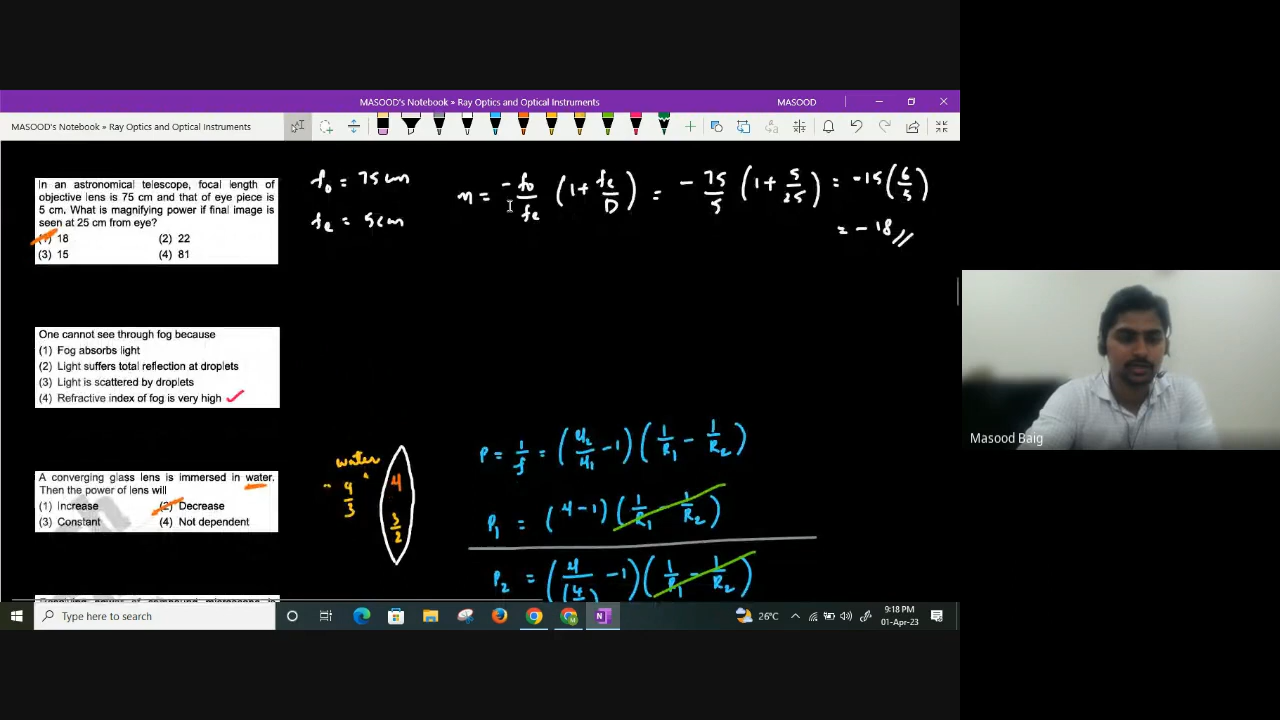 MASOOD's Notebook » Ray Optics and Optical Instruments
MASOOD
MASOOD's Notebook » Ray Optics and Optical Instruments
In an astronomical telescope, focal length of
objective lens is 75 cm and that of eye piece is
5 cm. What is magnifying power if final image is
seen at 25 cm from eye?
(1) 18 (2) 22
(3) 15 (4) 81
f₀ = 75cm
fe = 5cm
m = -f₀/fe (1 + fe/D) = -75/5 (1 + 5/25) = -15(6/5)
= -18 //
One cannot see through fog because
(1) Fog absorbs light
(2) Light suffers total reflection at droplets
(3) Light is scattered by droplets
(4) Refractive index of fog is very high
A converging glass lens is immersed in water.
Then the power of lens will
(1) Increase (2) Decrease
(3) Constant (4) Not dependent
water
4/3
4
3/2
P = 1/f = (4₂/4₁ - 1) (1/R₁ - 1/R₂)
P₁ = (4-1) (1/R₁ - 1/R₂)
P₂ = (4/(4) - 1) (1/R₁ - 1/R₂)
Masood Baig
Type here to search
26°C
9:18 PM
01-Apr-23